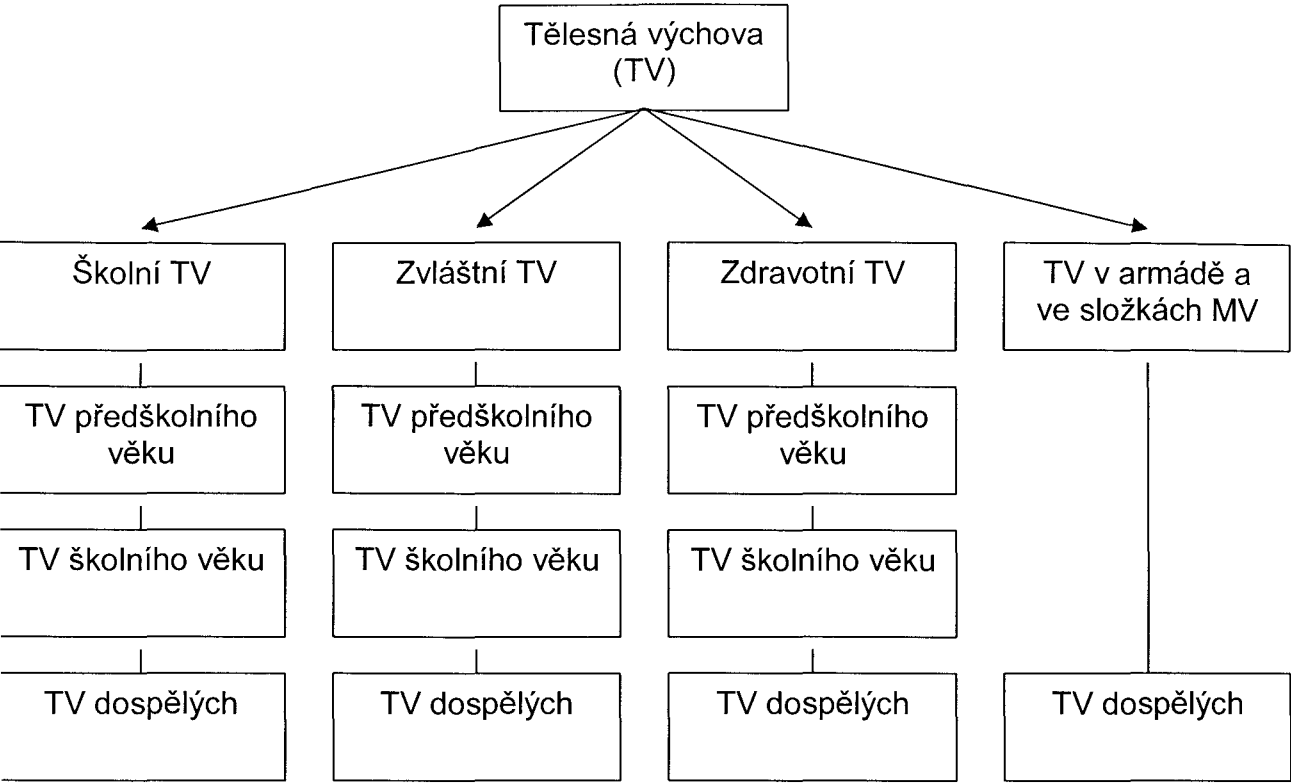 Tělesná výchova
(TV)
Školní TV
Zvláštní TV
Zdravotní TV
TV v armádě a
ve složkách MV
TV předškolního
věku
TV předškolního
věku
TV předškolního
věku
TV školního věku
TV školního věku
TV školního věku
TV dospělých
TV dospělých
TV dospělých
TV dospělých